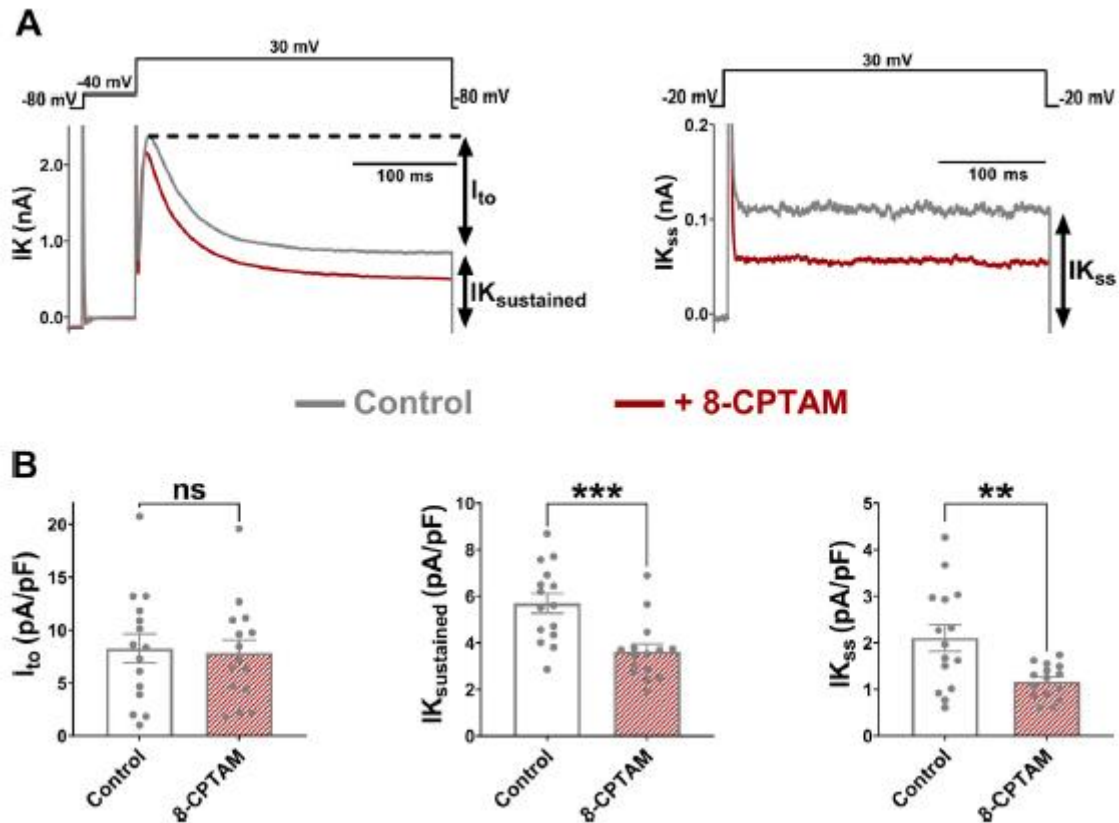 A
30 mV
-40 mV
-80 mV
-80 mV
IK (nA)
2.0
1.0
0.0
100 ms
Ito
IKsustained
30 mV
-20 mV
-20 mV
IKss (nA)
0.2
0.1
0.0
100 ms
IKss
Control
+ 8-CPTAM
B
ns
Ito (pA/pF)
20
15
10
5
0
Control
8-CPTAM
***
IKsustained (pA/pF)
10
8
6
4
2
0
Control
8-CPTAM
**
IKss (pA/pF)
5
4
3
2
1
0
Control
8-CPTAM